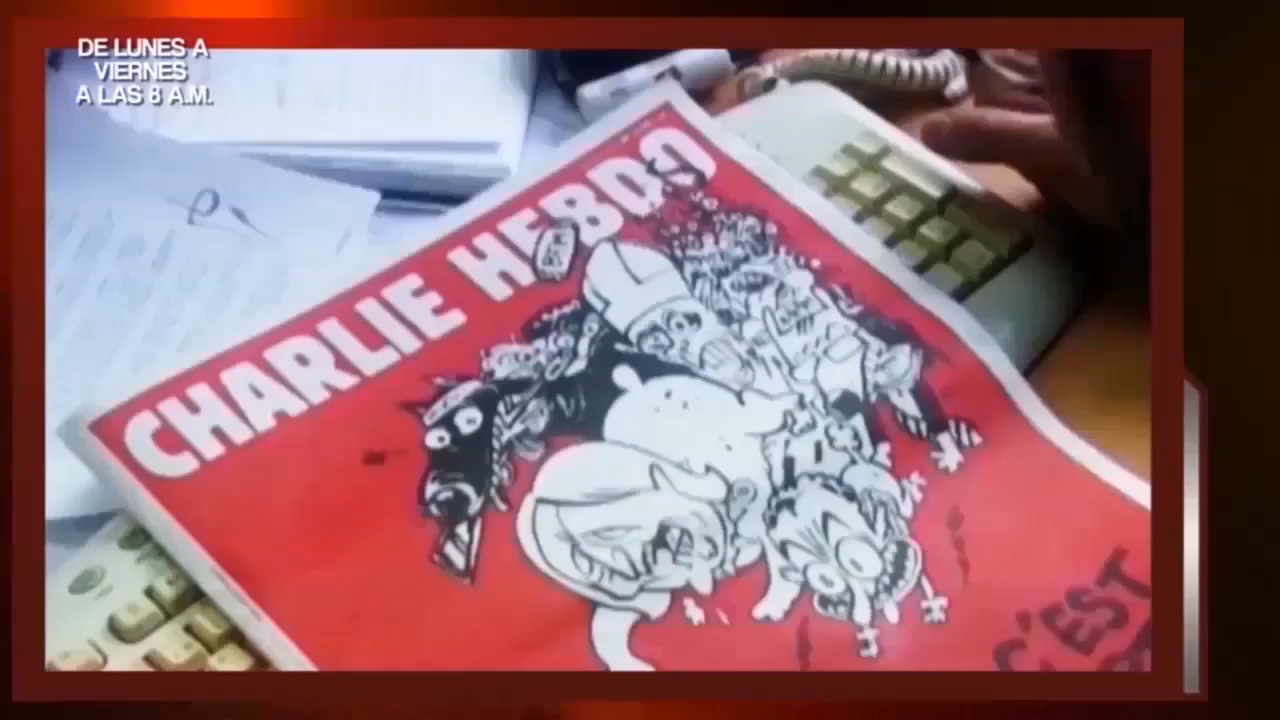 DE LUNES A
VIERNES
A LAS 8 A.M.
CHARLIE HEBDO
C'EST